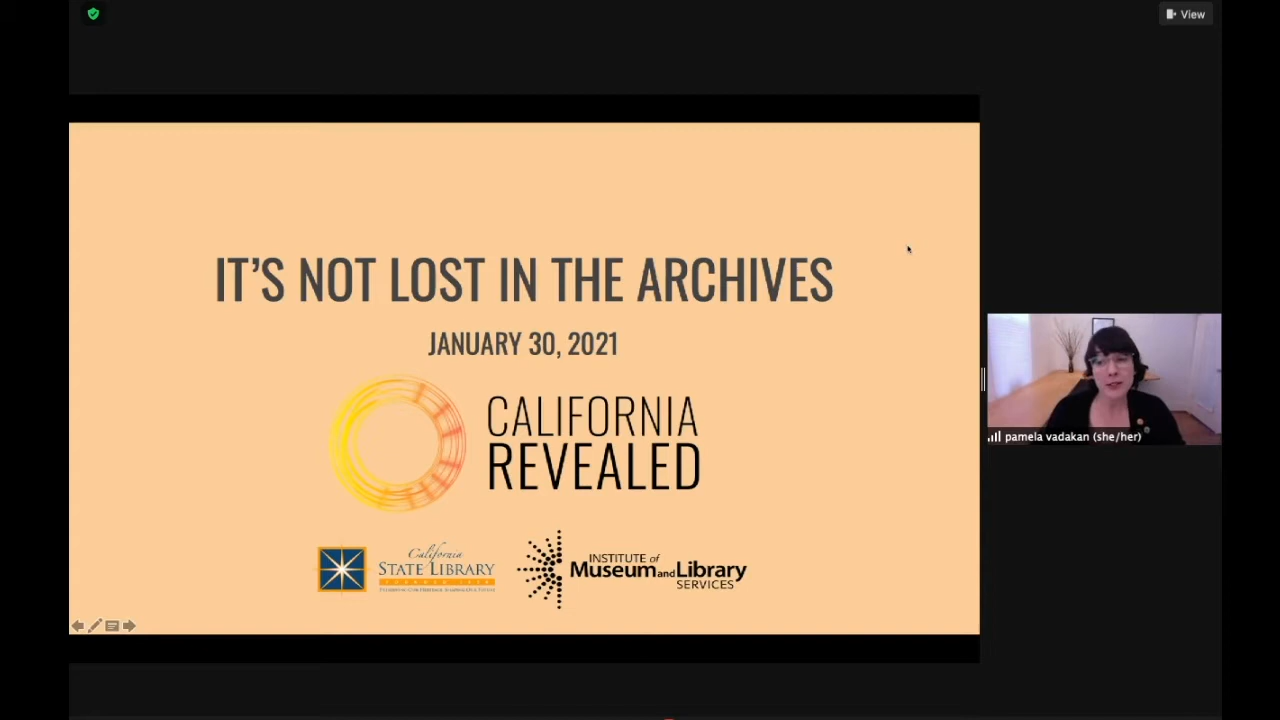 View
IT'S NOT LOST IN THE ARCHIVES
JANUARY 30, 2021
CALIFORNIA
REVEALED
California
STATE LIBRARY
INSTITUTE of
Museum and Library
SERVICES
pamela vadakan (she/her)